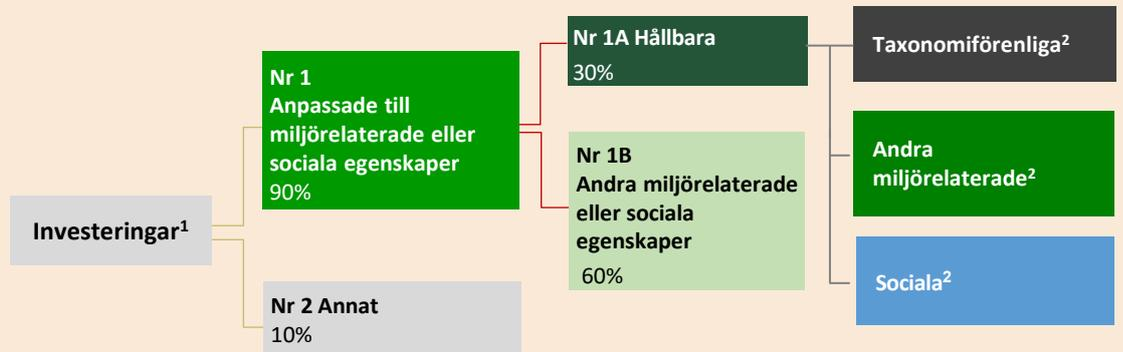 Investeringar¹
Nr 1
Anpassade till
miljörelaterade eller
sociala egenskaper
90%
Nr 2 Annat
10%
Nr 1A Hållbara
30%
Nr 1B
Andra miljörelaterade
eller sociala
egenskaper
60%
Taxonomiförenliga²
Andra
miljörelaterade²
Sociala²